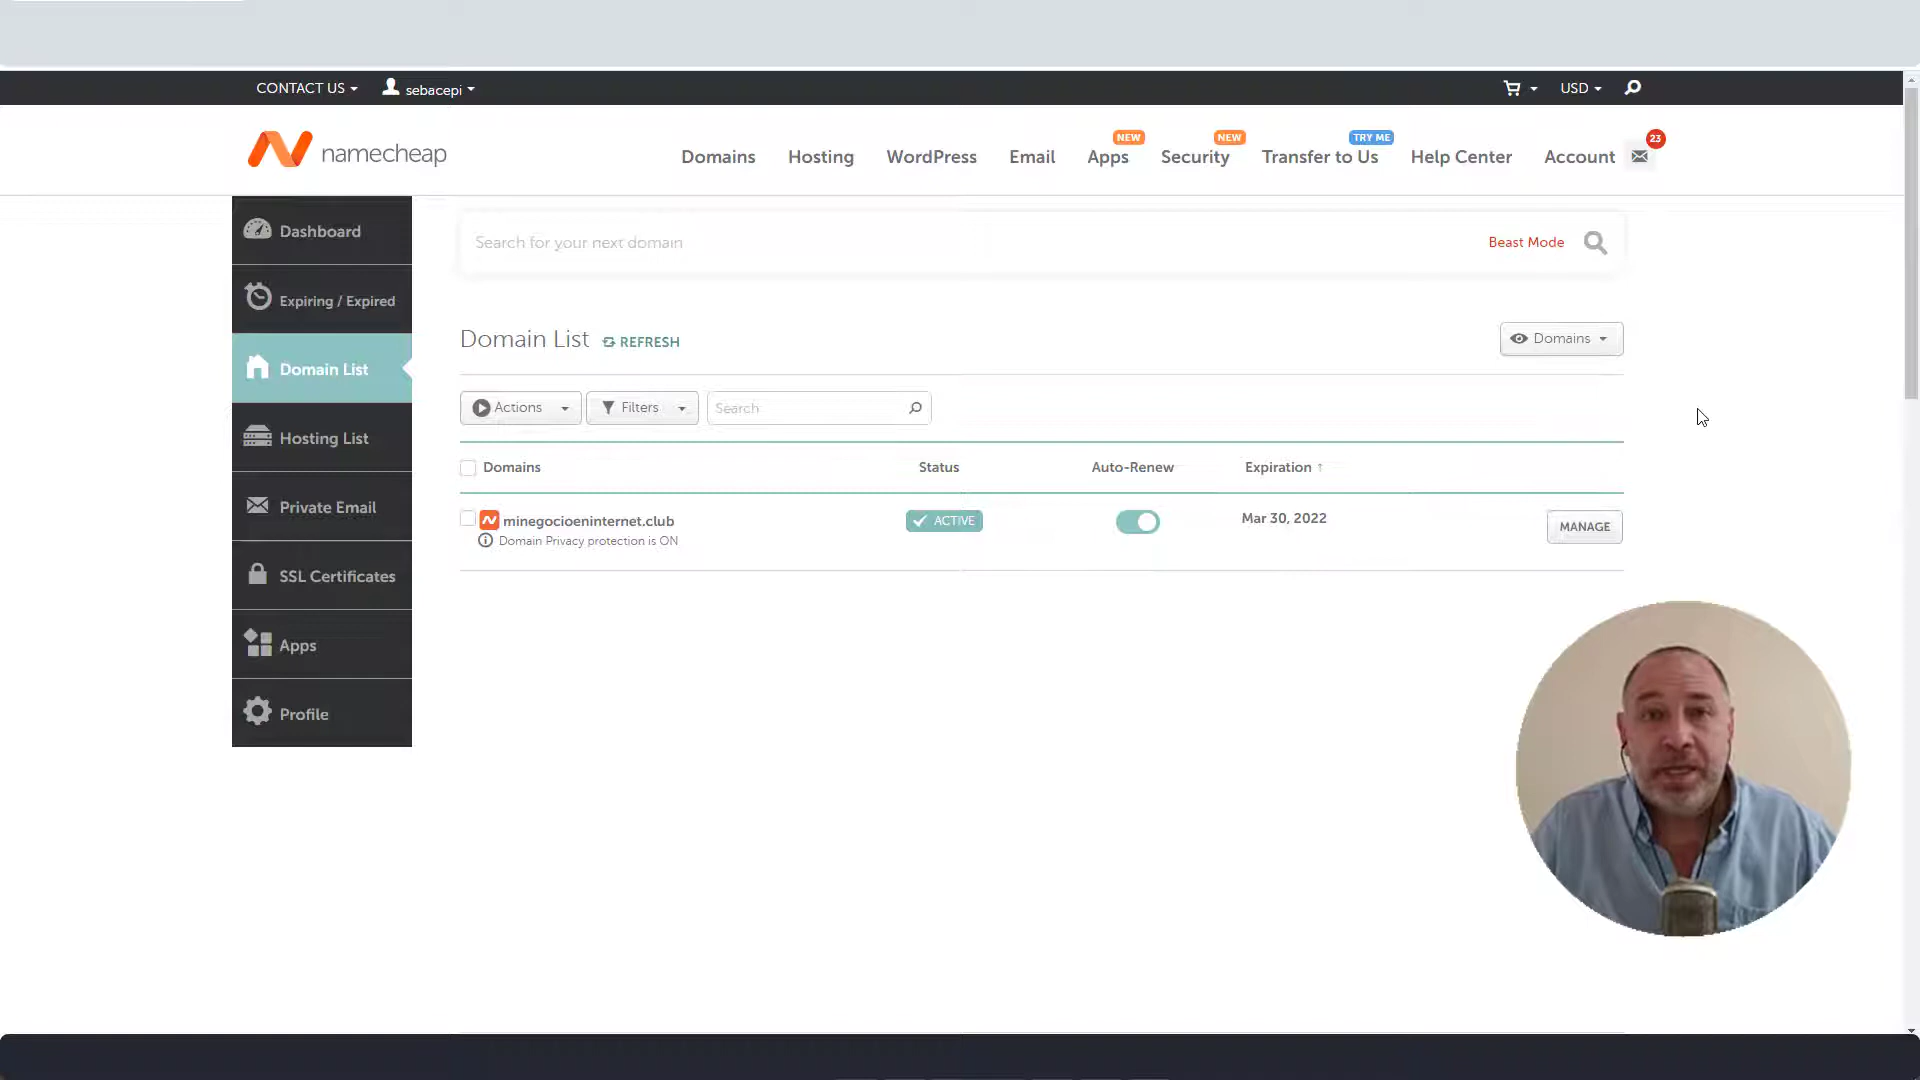 CONTACT US
sebacepi
USD
namecheap
Domains
Hosting
WordPress
Email
NEW
Apps
NEW
Security
TRY ME
Transfer to Us
Help Center
Account
23
Dashboard
Expiring / Expired
Domain List
Hosting List
Private Email
SSL Certificates
Apps
Profile
Search for your next domain
Beast Mode
Domain List
REFRESH
Domains
Actions
Filters
Search
Domains
Status
Auto-Renew
Expiration ↑
minegocioeninternet.club
ACTIVE
Mar 30, 2022
MANAGE
Domain Privacy protection is ON